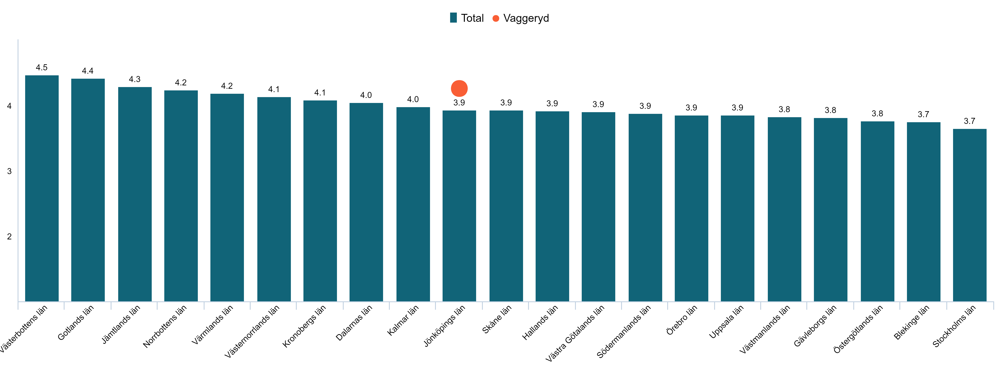 Total Vaggeryd
4.5 4.4 4.3 4.2 4.2 4.1 4.1 4.0 4.0 3.9 3.9 3.9 3.9 3.9 3.9 3.9 3.8 3.8 3.8 3.7 3.7
4
3
2
Västerbottens län
Gotlands län
Jämtlands län
Norrbottens län
Värmlands län
Västernorrlands län
Kronobergs län
Dalarnas län
Kalmar län
Jönköpings län
Skåne län
Hallands län
Västra Götalands län
Södermanlands län
Örebro län
Uppsala län
Västmanlands län
Gävleborgs län
Östergötlands län
Blekinge län
Stockholms län